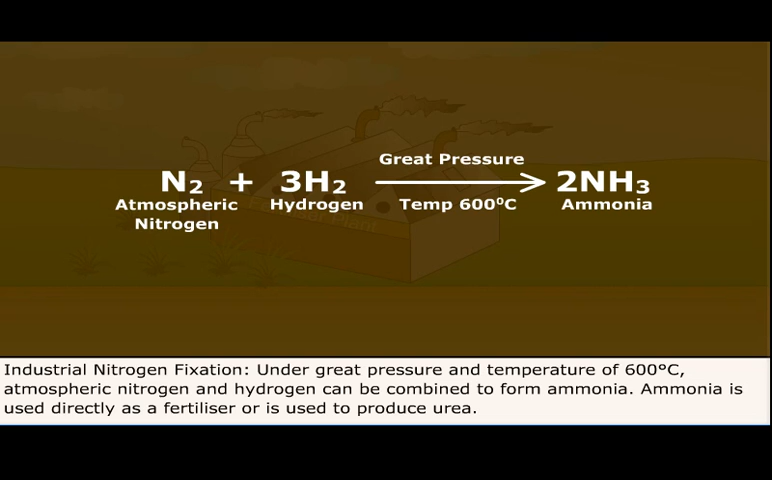 Great Pressure
N₂ + 3H₂ → 2NH₃
Atmospheric Hydrogen Temp 600⁰C Ammonia
Nitrogen
Plant
Industrial Nitrogen Fixation: Under great pressure and temperature of 600°C,
atmospheric nitrogen and hydrogen can be combined to form ammonia. Ammonia is
used directly as a fertiliser or is used to produce urea.